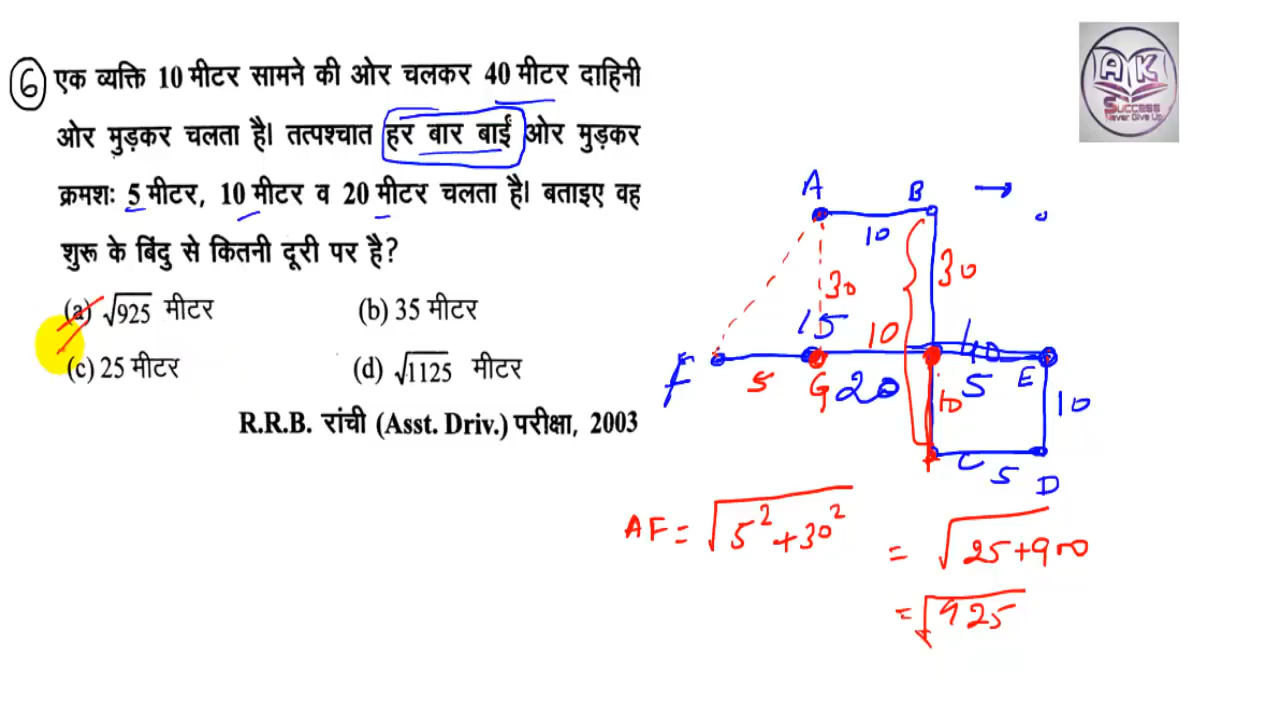 6 एक व्यक्ति 10 मीटर सामने की ओर चलकर 40 मीटर दाहिनी
ओर मुड़कर चलता है। तत्पश्चात हर बार बाईं ओर मुड़कर
क्रमशः 5 मीटर, 10 मीटर व 20 मीटर चलता है। बताइए वह
शुरू के बिंदु से कितनी दूरी पर है?
(a) √925 मीटर (b) 35 मीटर
(c) 25 मीटर (d) √1125 मीटर
R.R.B. रांची (Asst. Driv.) परीक्षा, 2003
AK
Success
Never Give Up
A B
10
30 30
15 10 10
F 5 G 20 10 5 E 10
C 5 D
AF = √5²+30² = √25+900
= √925